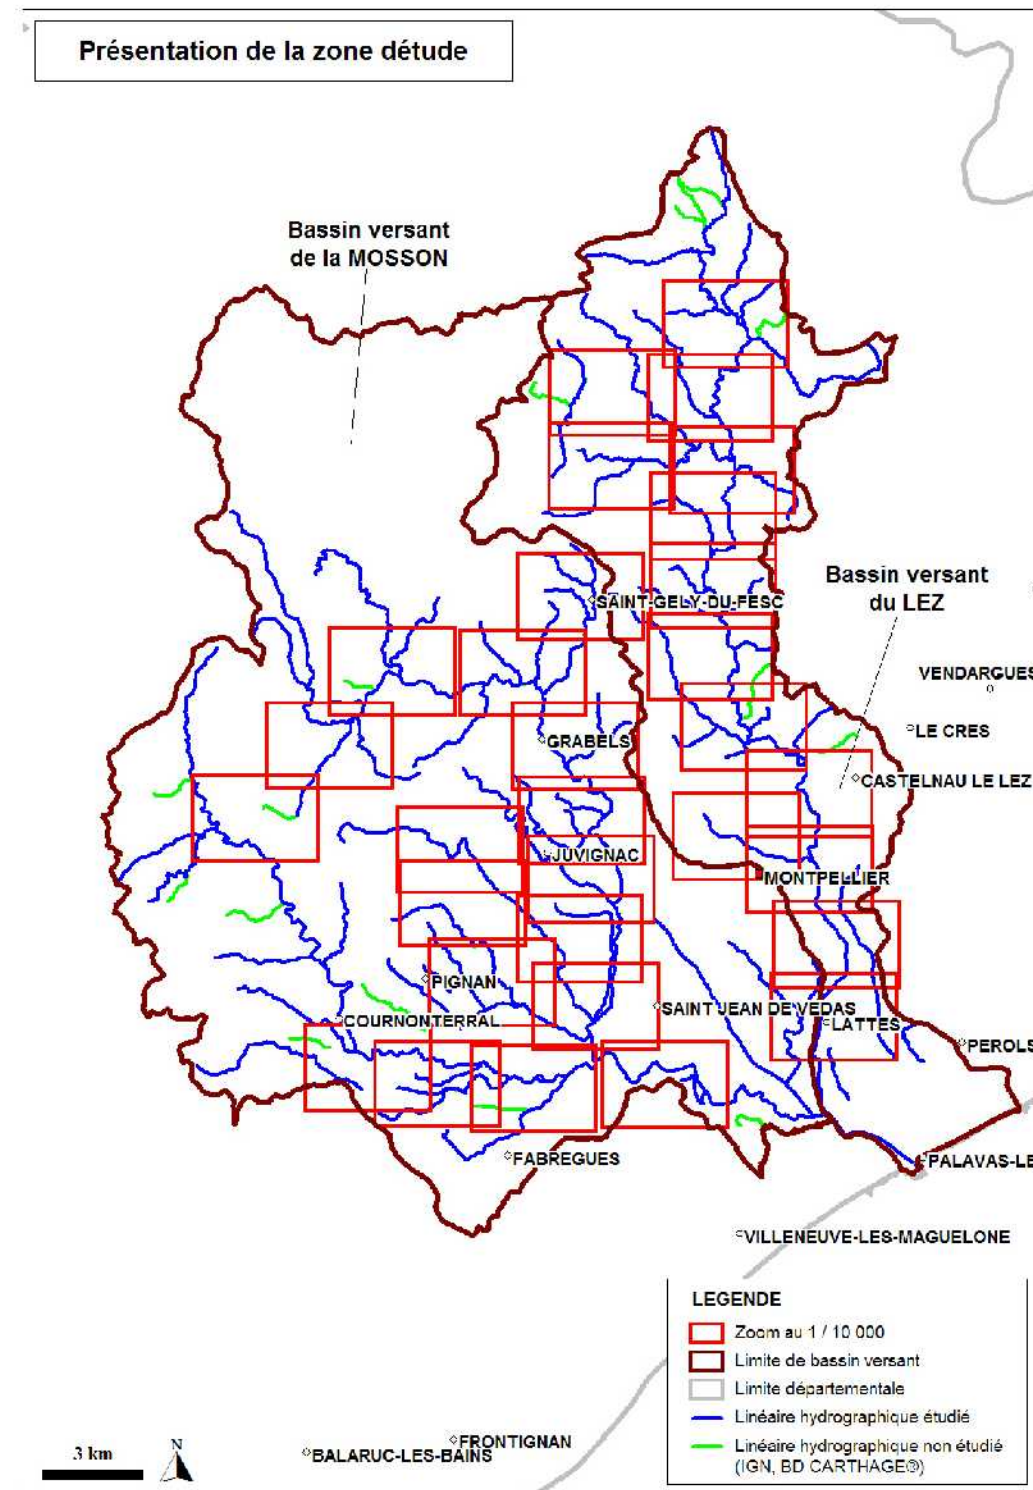 Présentation de la zone détude
Bassin versant
de la MOSSON
Bassin versant
du LEZ
SAINT-GELY-DU-FESC
VENDARGUES
LE CRES
GRABELS
CASTELNAU LE LEZ
JUVIGNAC
MONTPELLIER
PIGNAN
SAINT JEAN DE VEDAS
COURNONTERRAL
LATTES
PEROLS
FABREGUES
PALAVAS-LE
VILLENEUVE-LES-MAGUELONE
LEGENDE
Zoom au 1 / 10 000
Limite de bassin versant
Limite départementale
Linéaire hydrographique étudié
Linéaire hydrographique non étudié
(IGN, BD CARTHAGE®)
FRONTIGNAN
BALARUC-LES-BAINS
3 km
N